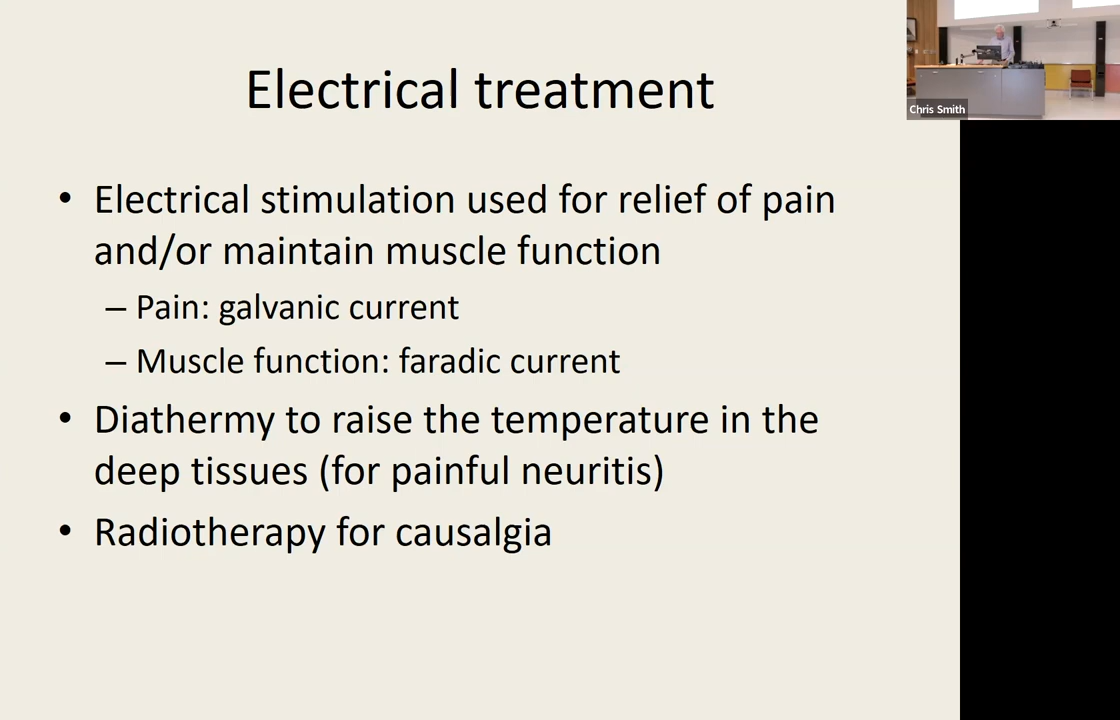 Electrical treatment
• Electrical stimulation used for relief of pain
and/or maintain muscle function
– Pain: galvanic current
– Muscle function: faradic current
• Diathermy to raise the temperature in the
deep tissues (for painful neuritis)
• Radiotherapy for causalgia
Chris Smith